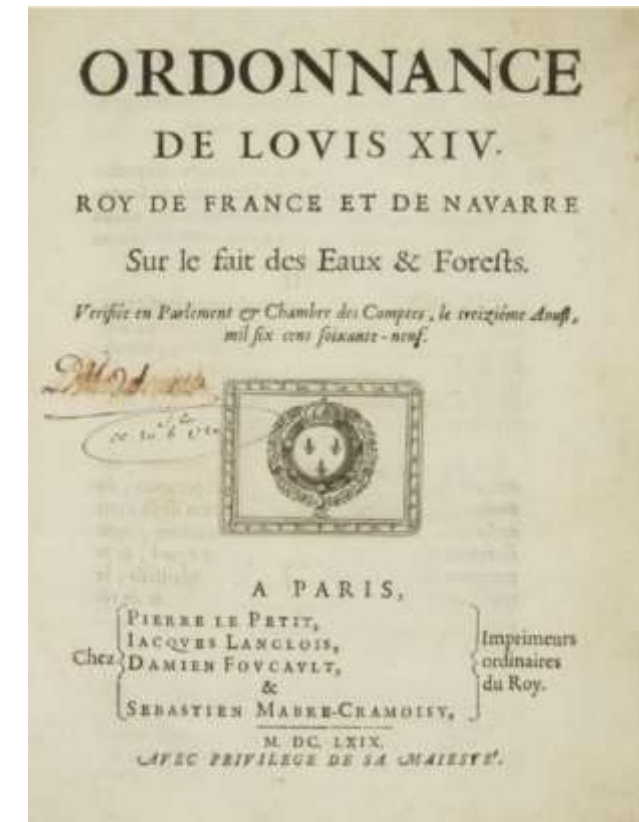 ORDONNANCE
DE LOVIS XIV.
ROY DE FRANCE ET DE NAVARRE
Sur le fait des Eaux & Foreſts.
Verifiée en Parlement & Chambre des Comptes, le treiziéme Aouſt,
mil ſix cens ſoixante-neuf.
A PARIS,
Chez
PIERRE LE PETIT,
IACQVES LANGLOIS,
DAMIEN FOVCAVLT,
&
SEBASTIEN MABRE-CRAMOISY,
Imprimeurs
ordinaires
du Roy.
M. DC. LXIX.
AVEC PRIVILEGE DE SA MAIESTÉ.